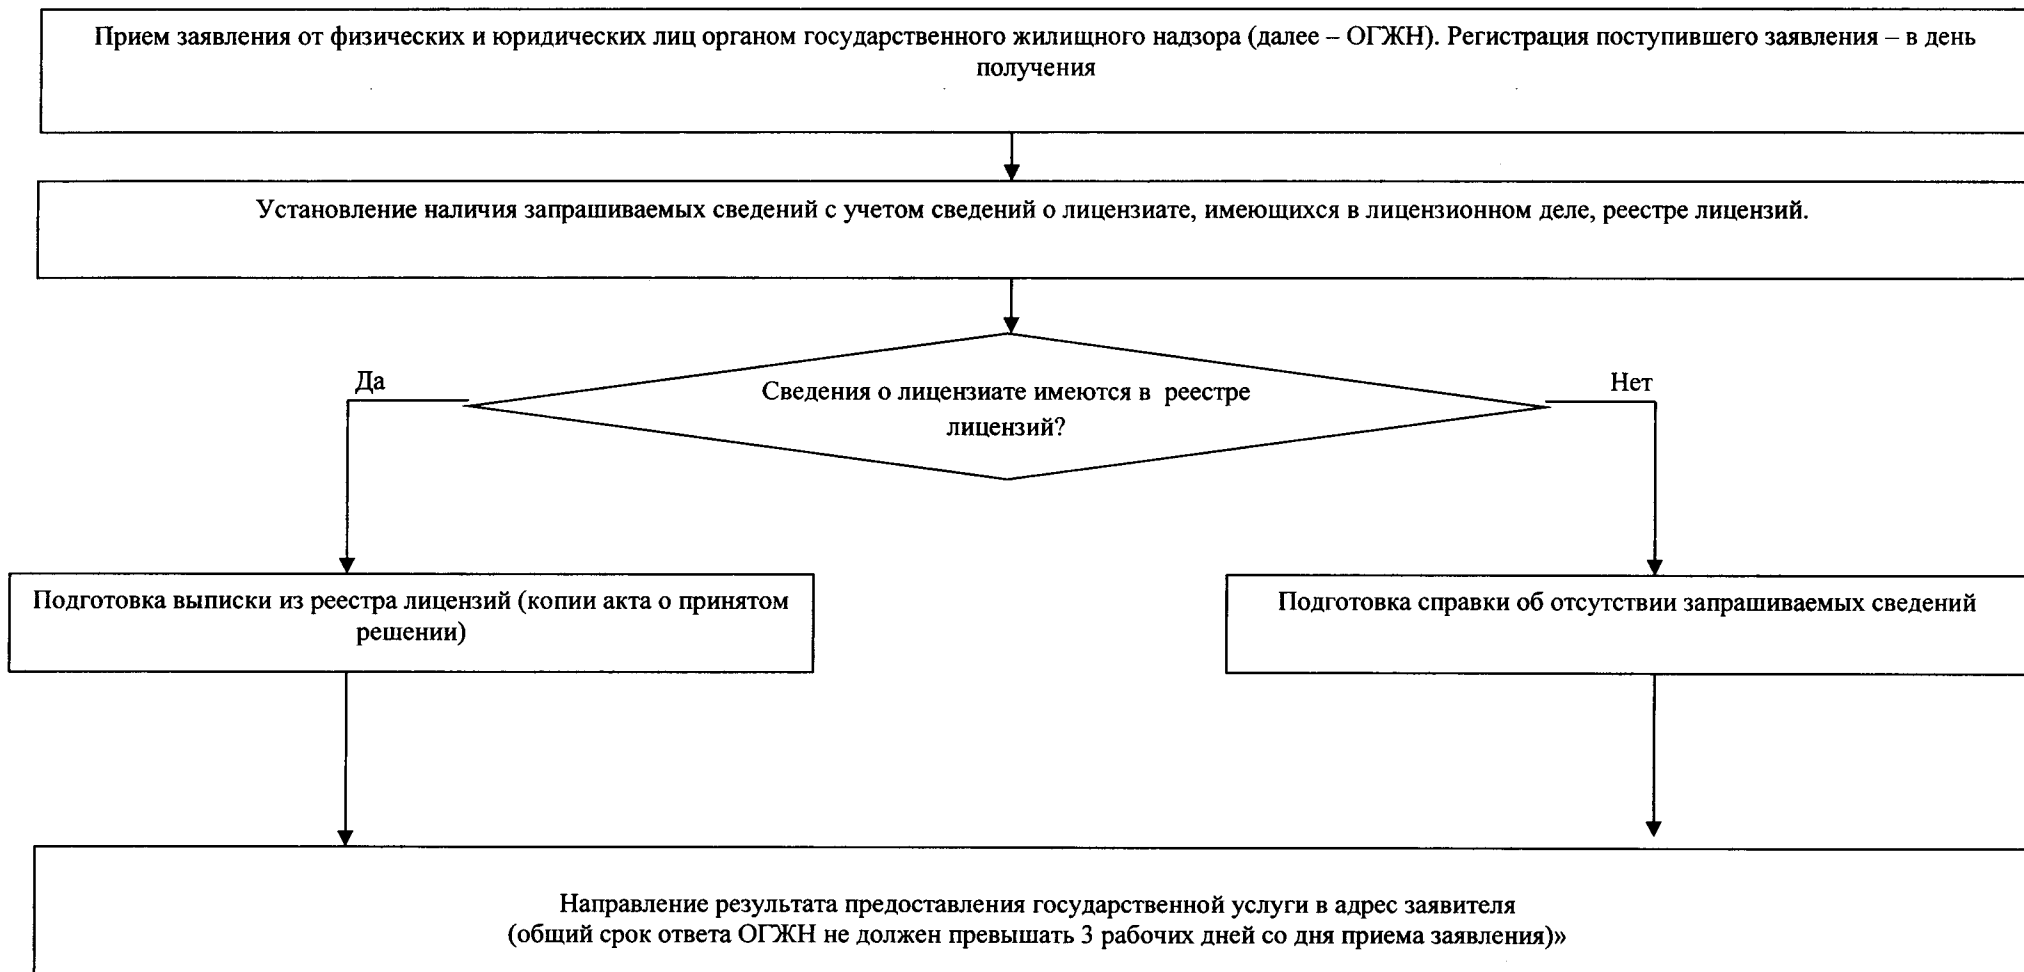 Прием заявления от физических и юридических лиц органом государственного жилищного надзора (далее – ОГЖН). Регистрация поступившего заявления – в день
получения
Установление наличия запрашиваемых сведений с учетом сведений о лицензиате, имеющихся в лицензионном деле, реестре лицензий.
Да
Сведения о лицензиате имеются в реестре
лицензий?
Нет
Подготовка выписки из реестра лицензий (копии акта о принятом
решении)
Подготовка справки об отсутствии запрашиваемых сведений
Направление результата предоставления государственной услуги в адрес заявителя
(общий срок ответа ОГЖН не должен превышать 3 рабочих дней со дня приема заявления)»